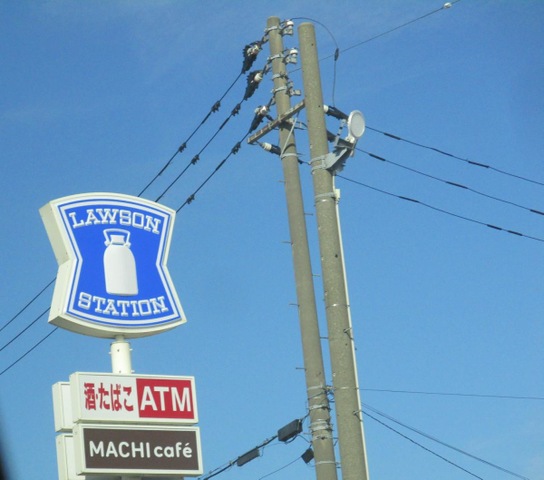 LAWSON
STATION
酒・たばこ ATM
MACHI café